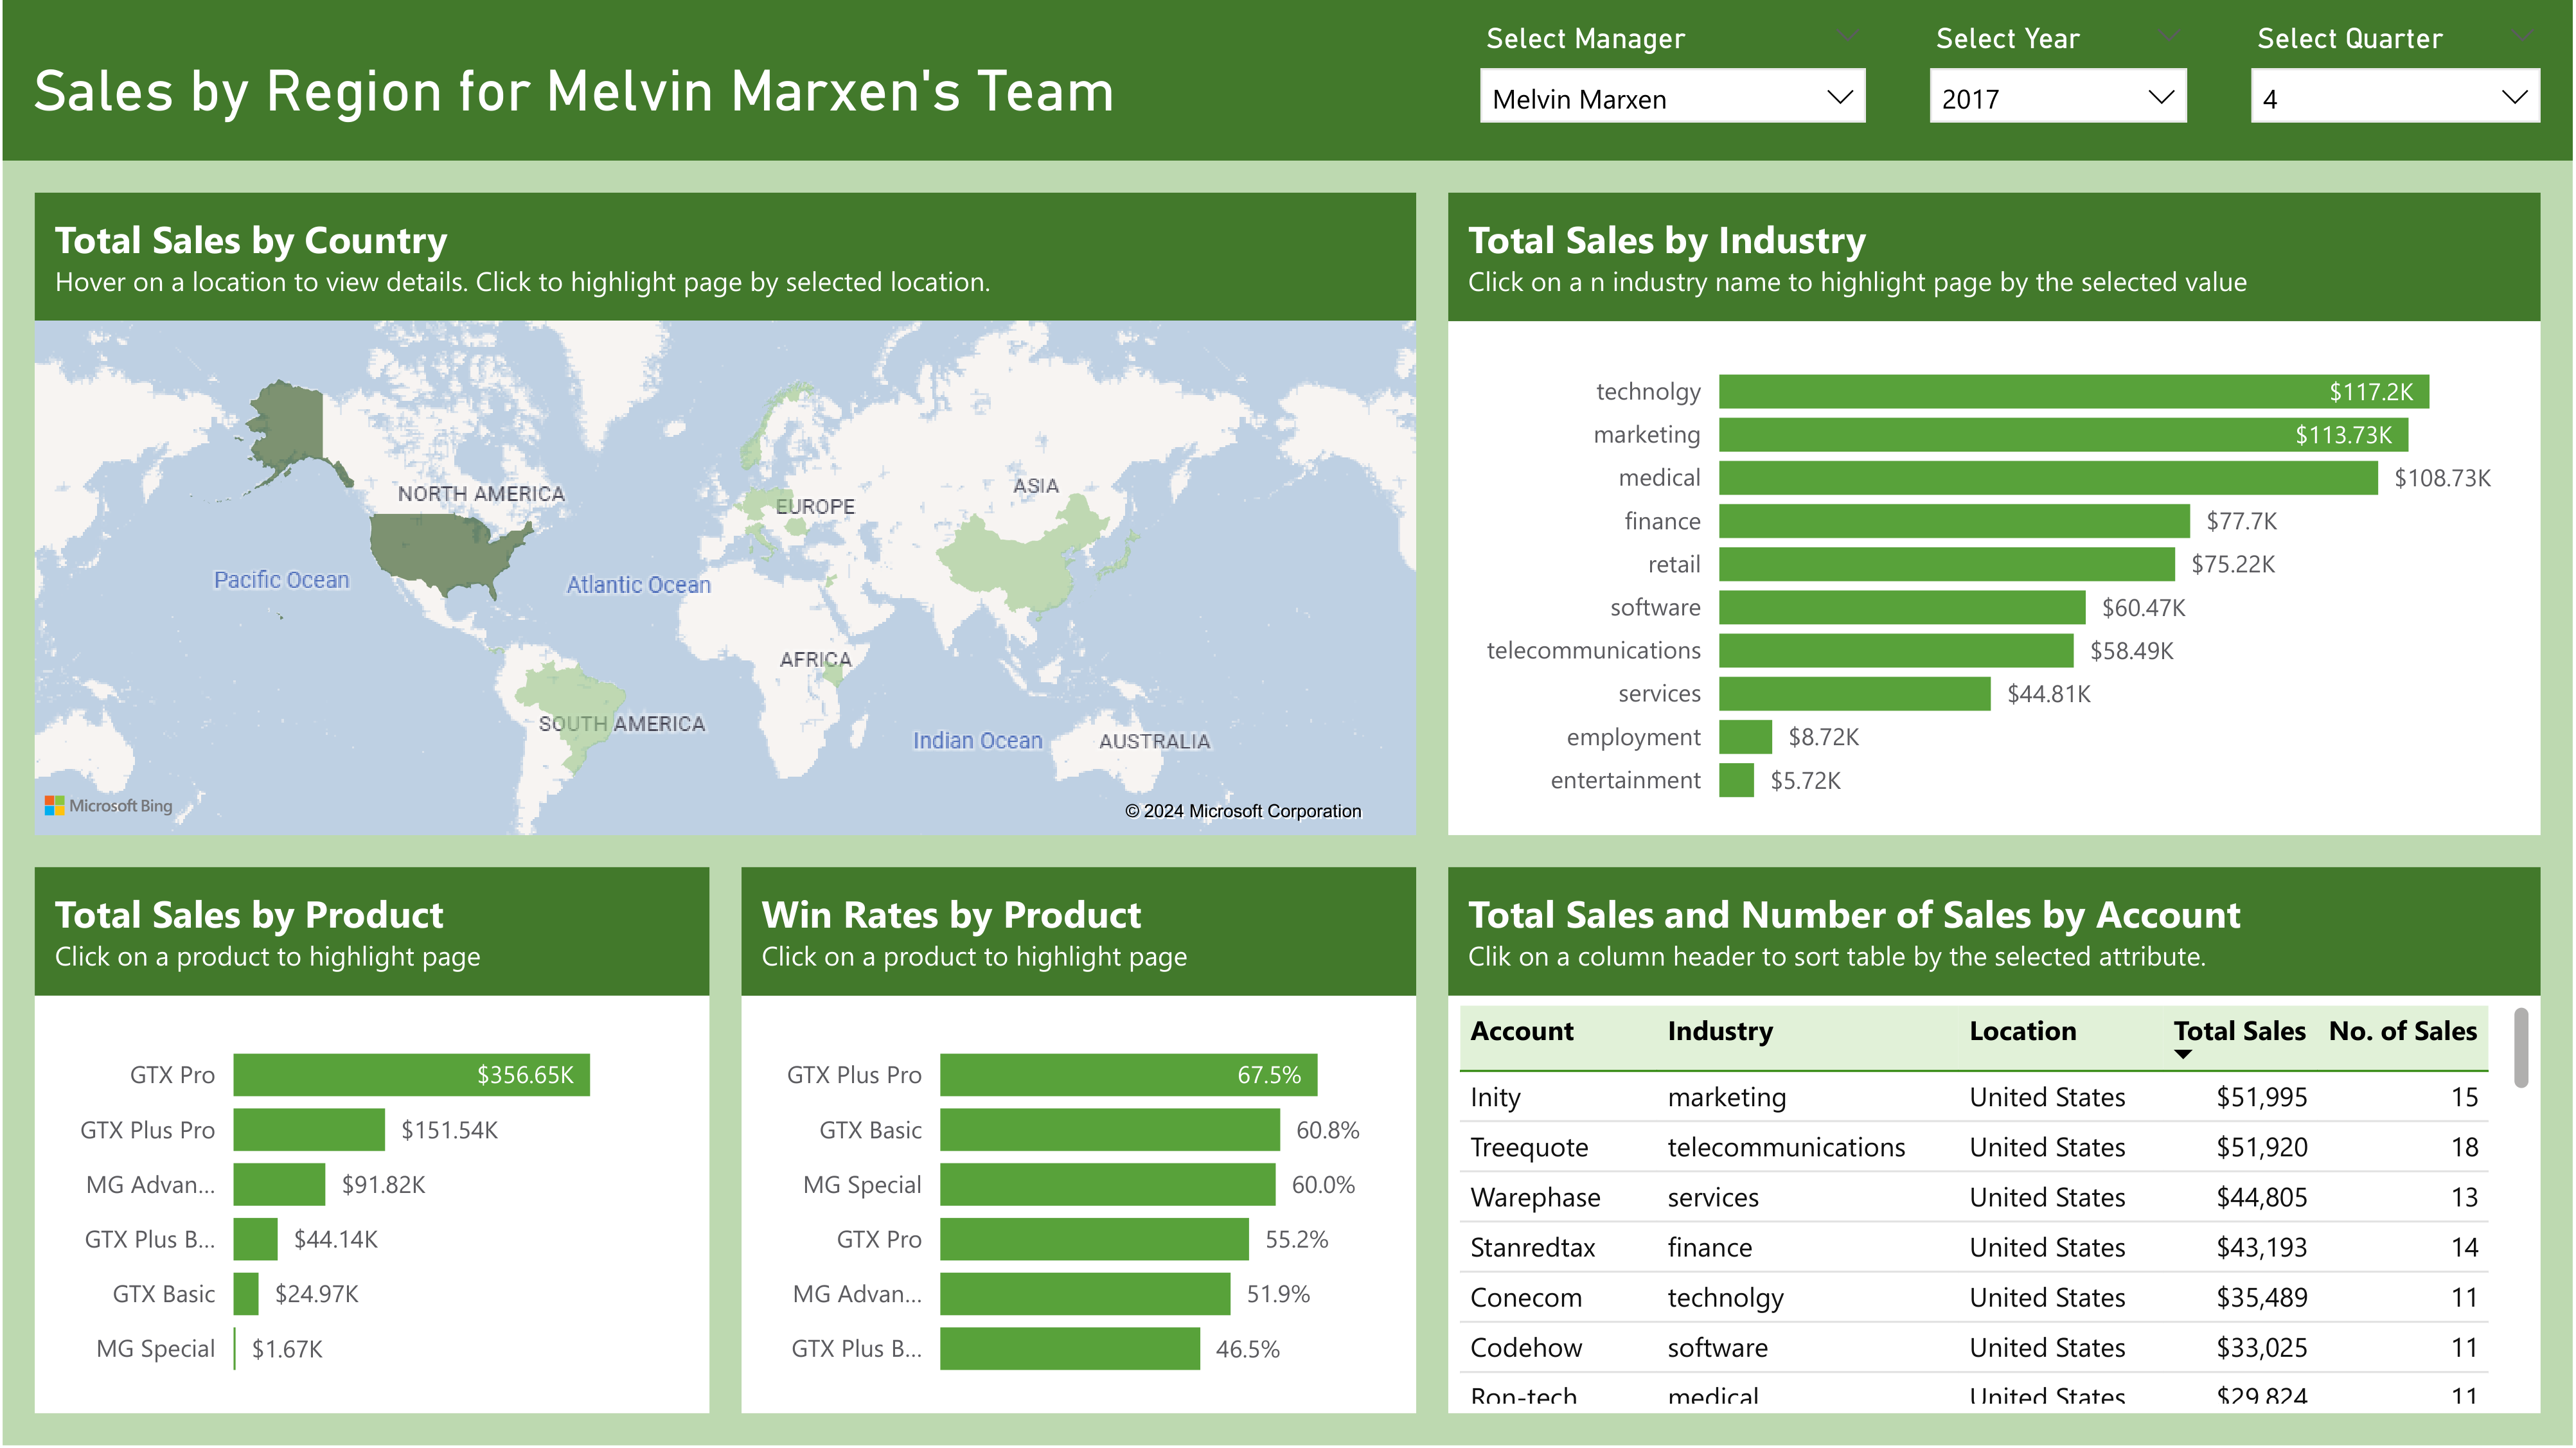 Sales by Region for Melvin Marxen's Team
Select Manager
Melvin Marxen
Select Year
2017
Select Quarter
4
Total Sales by Country
Hover on a location to view details. Click to highlight page by selected location.
NORTH AMERICA
EUROPE
ASIA
Pacific Ocean
Atlantic Ocean
AFRICA
SOUTH AMERICA
Indian Ocean
AUSTRALIA
Microsoft Bing
© 2024 Microsoft Corporation
Total Sales by Industry
Click on a n industry name to highlight page by the selected value
technolgy $117.2K
marketing $113.73K
medical $108.73K
finance $77.7K
retail $75.22K
software $60.47K
telecommunications $58.49K
services $44.81K
employment $8.72K
entertainment $5.72K
Total Sales by Product
Click on a product to highlight page
GTX Pro $356.65K
GTX Plus Pro $151.54K
MG Advan... $91.82K
GTX Plus B... $44.14K
GTX Basic $24.97K
MG Special $1.67K
Win Rates by Product
Click on a product to highlight page
GTX Plus Pro 67.5%
GTX Basic 60.8%
MG Special 60.0%
GTX Pro 55.2%
MG Advan... 51.9%
GTX Plus B... 46.5%
Total Sales and Number of Sales by Account
Clik on a column header to sort table by the selected attribute.
Account Industry Location Total Sales No. of Sales
Inity marketing United States $51,995 15
Treequote telecommunications United States $51,920 18
Warephase services United States $44,805 13
Stanredtax finance United States $43,193 14
Conecom technolgy United States $35,489 11
Codehow software United States $33,025 11
Ron-tech medical United States $29,824 11